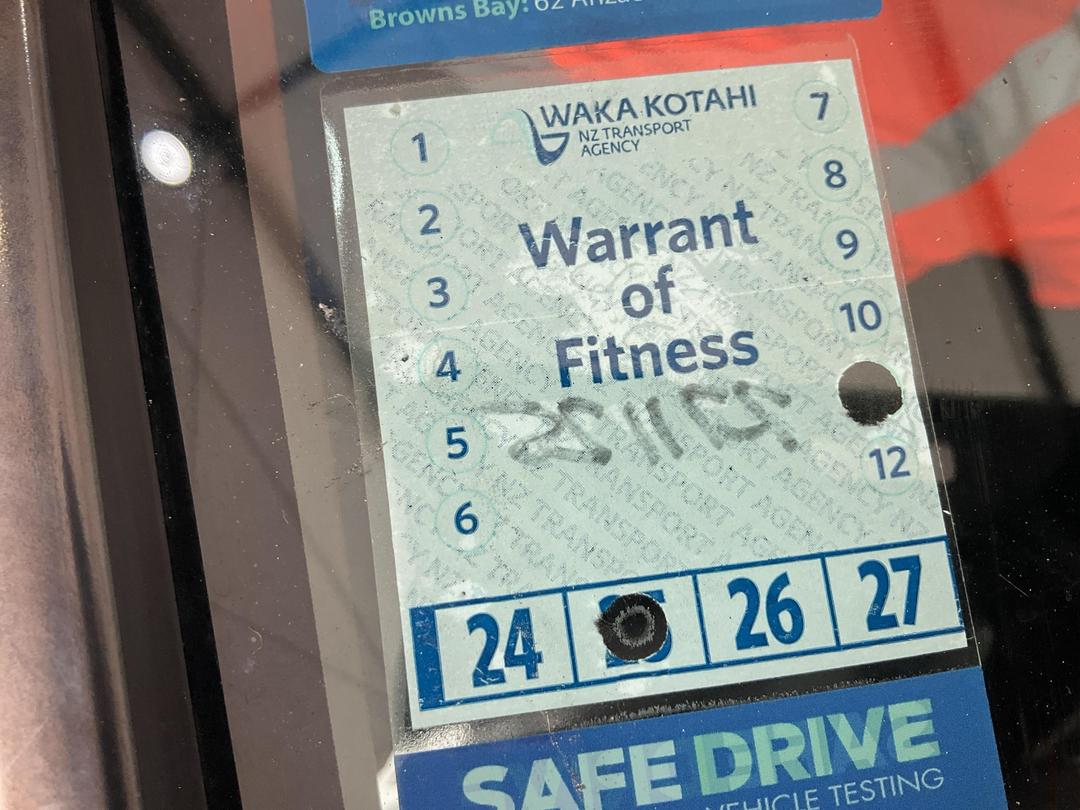 Browns Bay: 62
WAKA KOTAHI
NZ TRANSPORT
AGENCY
1
2
3
4
5
6
7
8
9
10
12
Warrant
of
Fitness
24
26
27
SAFE DRIVE
VEHICLE TESTING